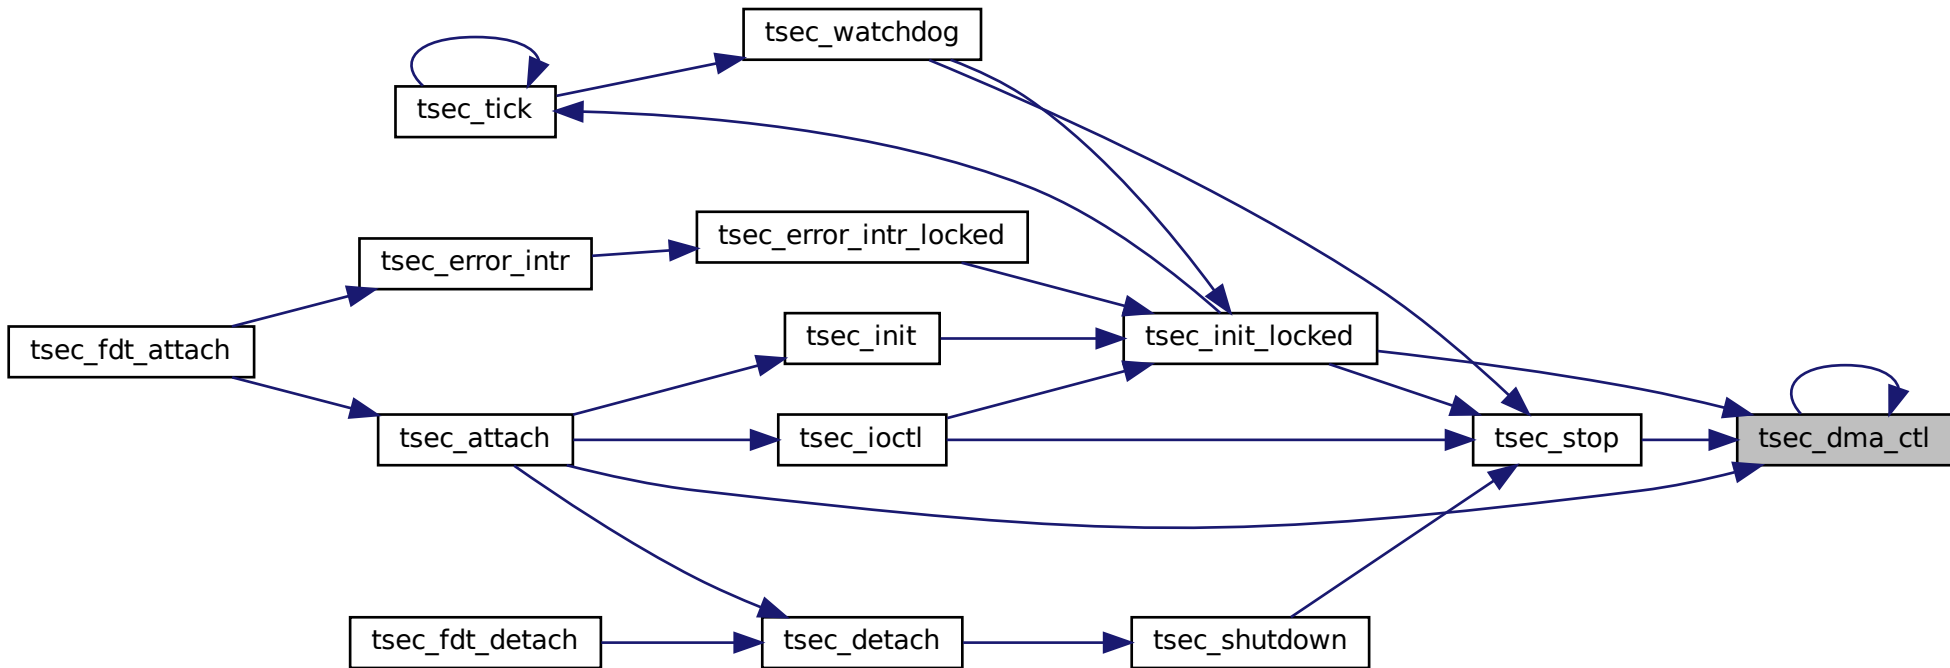 tsec_watchdog
tsec_tick
tsec_error_intr_locked
tsec_error_intr
tsec_fdt_attach
tsec_init
tsec_init_locked
tsec_attach
tsec_ioctl
tsec_stop
tsec_dma_ctl
tsec_fdt_detach
tsec_detach
tsec_shutdown